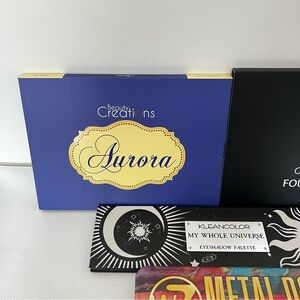 Beauty
Creations
Aurora
FOU
KLEANCOLOR
MY WHOLE UNIVERSE
EYESHADOW PALETTE
METAL